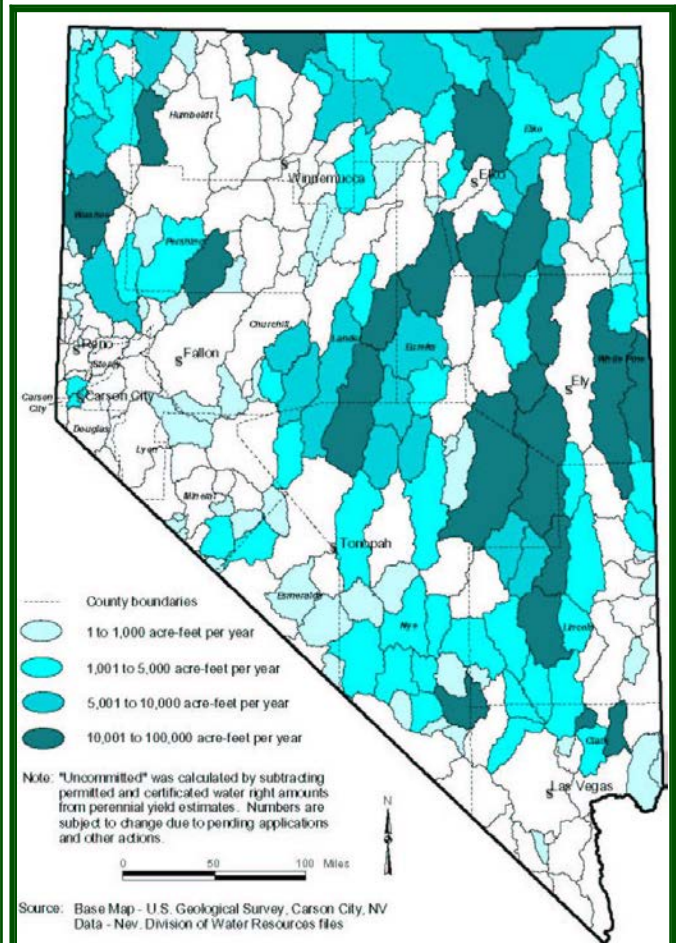 Humboldt
Elko
Winnemucca
Elko
Washoe
Pershing
Churchill
Lander
Eureka
White Pine
Reno
Storey
Fallon
Ely
Carson City
Carson City
Douglas
Lyon
Mineral
Tonopah
Esmeralda
Nye
Lincoln
Clark
Las Vegas
County boundaries
1 to 1,000 acre-feet per year
1,001 to 5,000 acre-feet per year
5,001 to 10,000 acre-feet per year
10,001 to 100,000 acre-feet per year
Note: "Uncommitted" was calculated by subtracting
permitted and certificated water right amounts
from perennial yield estimates. Numbers are
subject to change due to pending applications
and other actions.
N
0 50 100 Miles
Source: Base Map - U.S. Geological Survey, Carson City, NV
Data - Nev. Division of Water Resources files